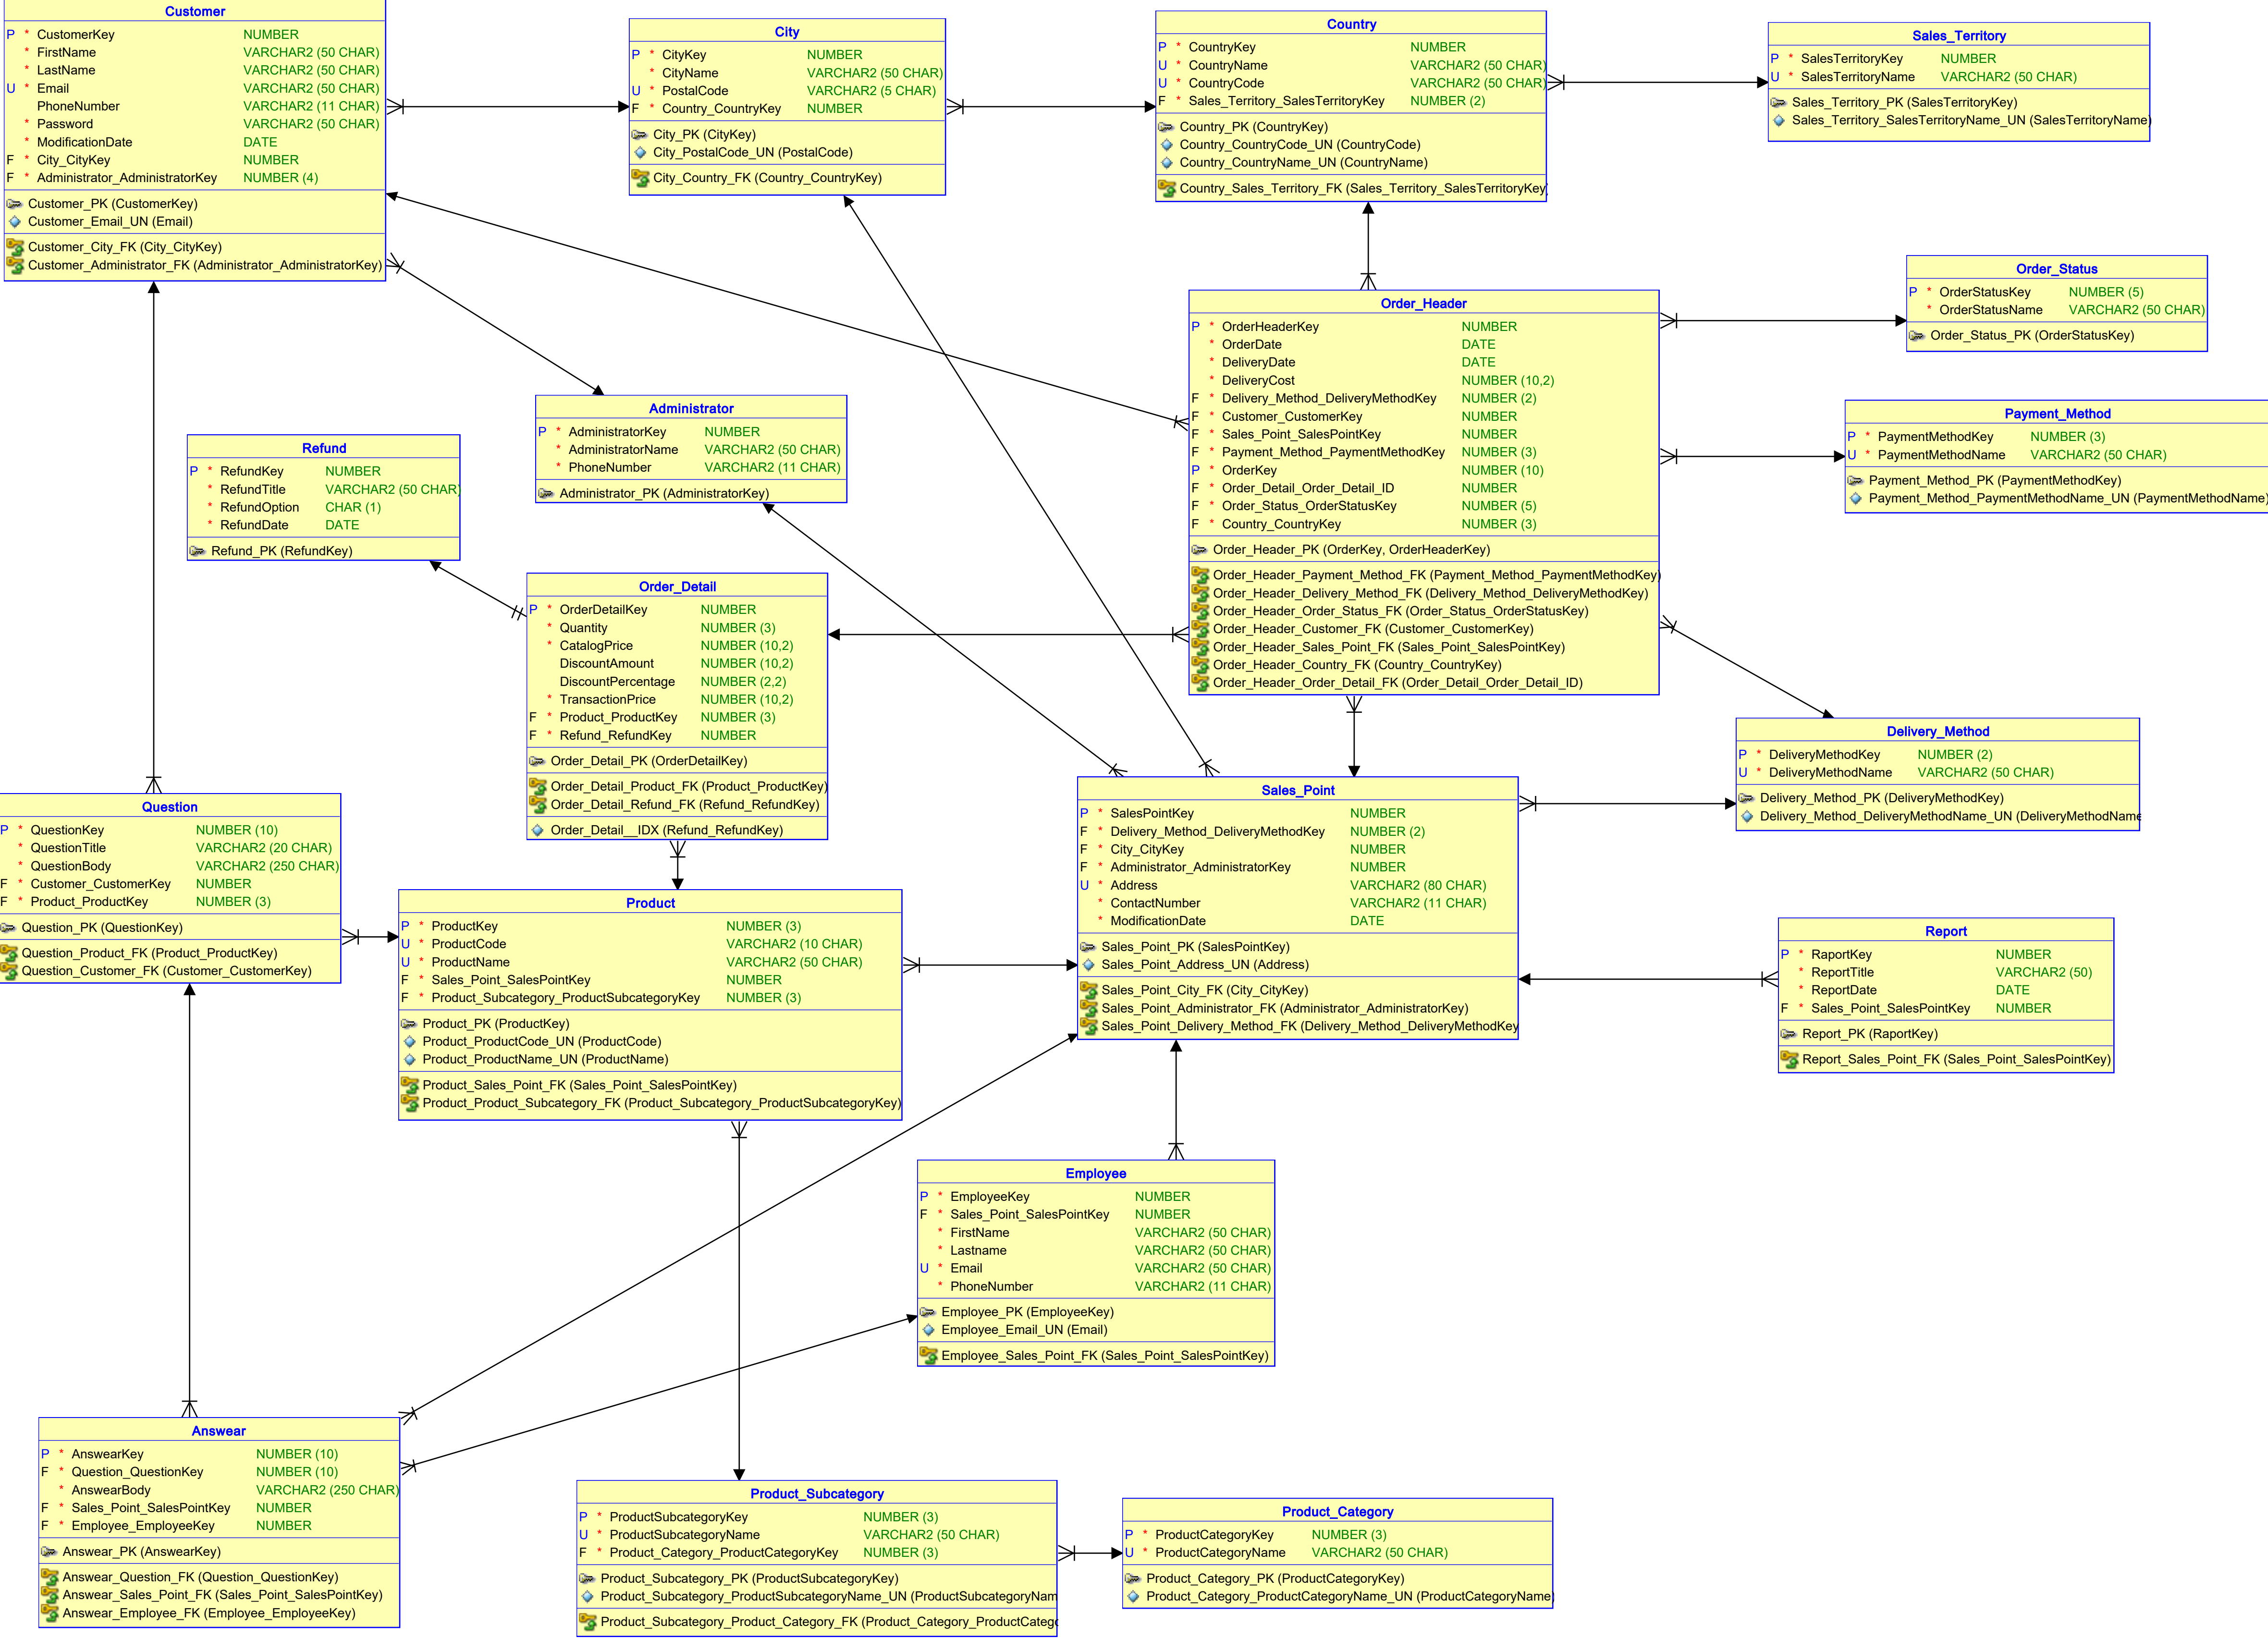 Customer
P * CustomerKey NUMBER
* FirstName VARCHAR2 (50 CHAR)
* LastName VARCHAR2 (50 CHAR)
U * Email VARCHAR2 (50 CHAR)
PhoneNumber VARCHAR2 (11 CHAR)
* Password VARCHAR2 (50 CHAR)
* ModificationDate DATE
F * City_CityKey NUMBER
F * Administrator_AdministratorKey NUMBER (4)
Customer_PK (CustomerKey)
Customer_Email_UN (Email)
Customer_City_FK (City_CityKey)
Customer_Administrator_FK (Administrator_AdministratorKey)
City
P * CityKey NUMBER
* CityName VARCHAR2 (50 CHAR)
U * PostalCode VARCHAR2 (5 CHAR)
F * Country_CountryKey NUMBER
City_PK (CityKey)
City_PostalCode_UN (PostalCode)
City_Country_FK (Country_CountryKey)
Country
P * CountryKey NUMBER
U * CountryName VARCHAR2 (50 CHAR)
U * CountryCode VARCHAR2 (50 CHAR)
F * Sales_Territory_SalesTerritoryKey NUMBER (2)
Country_PK (CountryKey)
Country_CountryCode_UN (CountryCode)
Country_CountryName_UN (CountryName)
Country_Sales_Territory_FK (Sales_Territory_SalesTerritoryKey
Sales_Territory
P * SalesTerritoryKey NUMBER
U * SalesTerritoryName VARCHAR2 (50 CHAR)
Sales_Territory_PK (SalesTerritoryKey)
Sales_Territory_SalesTerritoryName_UN (SalesTerritoryName)
Order_Status
P * OrderStatusKey NUMBER (5)
* OrderStatusName VARCHAR2 (50 CHAR)
Order_Status_PK (OrderStatusKey)
Order_Header
P * OrderHeaderKey NUMBER
* OrderDate DATE
* DeliveryDate DATE
* DeliveryCost NUMBER (10,2)
F * Delivery_Method_DeliveryMethodKey NUMBER (2)
F * Customer_CustomerKey NUMBER
F * Sales_Point_SalesPointKey NUMBER
F * Payment_Method_PaymentMethodKey NUMBER (3)
P * OrderKey NUMBER (10)
F * Order_Detail_Order_Detail_ID NUMBER
F * Order_Status_OrderStatusKey NUMBER (5)
F * Country_CountryKey NUMBER (3)
Order_Header_PK (OrderKey, OrderHeaderKey)
Order_Header_Payment_Method_FK (Payment_Method_PaymentMethodKey)
Order_Header_Delivery_Method_FK (Delivery_Method_DeliveryMethodKey)
Order_Header_Order_Status_FK (Order_Status_OrderStatusKey)
Order_Header_Customer_FK (Customer_CustomerKey)
Order_Header_Sales_Point_FK (Sales_Point_SalesPointKey)
Order_Header_Country_FK (Country_CountryKey)
Order_Header_Order_Detail_FK (Order_Detail_Order_Detail_ID)
Payment_Method
P * PaymentMethodKey NUMBER (3)
U * PaymentMethodName VARCHAR2 (50 CHAR)
Payment_Method_PK (PaymentMethodKey)
Payment_Method_PaymentMethodName_UN (PaymentMethodName)
Administrator
P * AdministratorKey NUMBER
* AdministratorName VARCHAR2 (50 CHAR)
* PhoneNumber VARCHAR2 (11 CHAR)
Administrator_PK (AdministratorKey)
Refund
P * RefundKey NUMBER
* RefundTitle VARCHAR2 (50 CHAR)
* RefundOption CHAR (1)
* RefundDate DATE
Refund_PK (RefundKey)
Order_Detail
P * OrderDetailKey NUMBER
* Quantity NUMBER (3)
* CatalogPrice NUMBER (10,2)
DiscountAmount NUMBER (10,2)
DiscountPercentage NUMBER (2,2)
* TransactionPrice NUMBER (10,2)
F * Product_ProductKey NUMBER (3)
F * Refund_RefundKey NUMBER
Order_Detail_PK (OrderDetailKey)
Order_Detail_Product_FK (Product_ProductKey)
Order_Detail_Refund_FK (Refund_RefundKey)
Order_Detail__IDX (Refund_RefundKey)
Delivery_Method
P * DeliveryMethodKey NUMBER (2)
U * DeliveryMethodName VARCHAR2 (50 CHAR)
Delivery_Method_PK (DeliveryMethodKey)
Delivery_Method_DeliveryMethodName_UN (DeliveryMethodName
Question
P * QuestionKey NUMBER (10)
* QuestionTitle VARCHAR2 (20 CHAR)
* QuestionBody VARCHAR2 (250 CHAR)
F * Customer_CustomerKey NUMBER
F * Product_ProductKey NUMBER (3)
Question_PK (QuestionKey)
Question_Product_FK (Product_ProductKey)
Question_Customer_FK (Customer_CustomerKey)
Sales_Point
P * SalesPointKey NUMBER
F * Delivery_Method_DeliveryMethodKey NUMBER (2)
F * City_CityKey NUMBER
F * Administrator_AdministratorKey NUMBER
U * Address VARCHAR2 (80 CHAR)
* ContactNumber VARCHAR2 (11 CHAR)
* ModificationDate DATE
Sales_Point_PK (SalesPointKey)
Sales_Point_Address_UN (Address)
Sales_Point_City_FK (City_CityKey)
Sales_Point_Administrator_FK (Administrator_AdministratorKey)
Sales_Point_Delivery_Method_FK (Delivery_Method_DeliveryMethodKey
Product
P * ProductKey NUMBER (3)
U * ProductCode VARCHAR2 (10 CHAR)
U * ProductName VARCHAR2 (50 CHAR)
F * Sales_Point_SalesPointKey NUMBER
F * Product_Subcategory_ProductSubcategoryKey NUMBER (3)
Product_PK (ProductKey)
Product_ProductCode_UN (ProductCode)
Product_ProductName_UN (ProductName)
Product_Sales_Point_FK (Sales_Point_SalesPointKey)
Product_Product_Subcategory_FK (Product_Subcategory_ProductSubcategoryKey)
Report
P * RaportKey NUMBER
* ReportTitle VARCHAR2 (50)
* ReportDate DATE
F * Sales_Point_SalesPointKey NUMBER
Report_PK (RaportKey)
Report_Sales_Point_FK (Sales_Point_SalesPointKey)
Employee
P * EmployeeKey NUMBER
F * Sales_Point_SalesPointKey NUMBER
* FirstName VARCHAR2 (50 CHAR)
* Lastname VARCHAR2 (50 CHAR)
U * Email VARCHAR2 (50 CHAR)
* PhoneNumber VARCHAR2 (11 CHAR)
Employee_PK (EmployeeKey)
Employee_Email_UN (Email)
Employee_Sales_Point_FK (Sales_Point_SalesPointKey)
Answear
P * AnswearKey NUMBER (10)
F * Question_QuestionKey NUMBER (10)
* AnswearBody VARCHAR2 (250 CHAR)
F * Sales_Point_SalesPointKey NUMBER
F * Employee_EmployeeKey NUMBER
Answear_PK (AnswearKey)
Answear_Question_FK (Question_QuestionKey)
Answear_Sales_Point_FK (Sales_Point_SalesPointKey)
Answear_Employee_FK (Employee_EmployeeKey)
Product_Subcategory
P * ProductSubcategoryKey NUMBER (3)
U * ProductSubcategoryName VARCHAR2 (50 CHAR)
F * Product_Category_ProductCategoryKey NUMBER (3)
Product_Subcategory_PK (ProductSubcategoryKey)
Product_Subcategory_ProductSubcategoryName_UN (ProductSubcategoryNam
Product_Subcategory_Product_Category_FK (Product_Category_ProductCateg
Product_Category
P * ProductCategoryKey NUMBER (3)
U * ProductCategoryName VARCHAR2 (50 CHAR)
Product_Category_PK (ProductCategoryKey)
Product_Category_ProductCategoryName_UN (ProductCategoryName)